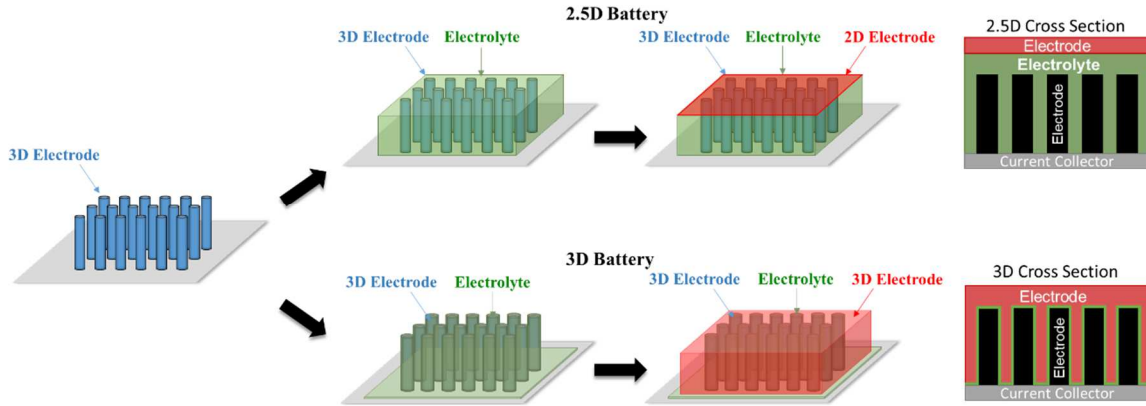 2.5D Battery
3D Electrode
Electrolyte
3D Electrode
Electrolyte
2D Electrode
2.5D Cross Section
Electrode
Electrolyte
Electrode
Current Collector
3D Electrode
3D Battery
3D Electrode
Electrolyte
3D Electrode
Electrolyte
3D Electrode
3D Cross Section
Electrode
Electrode
Current Collector